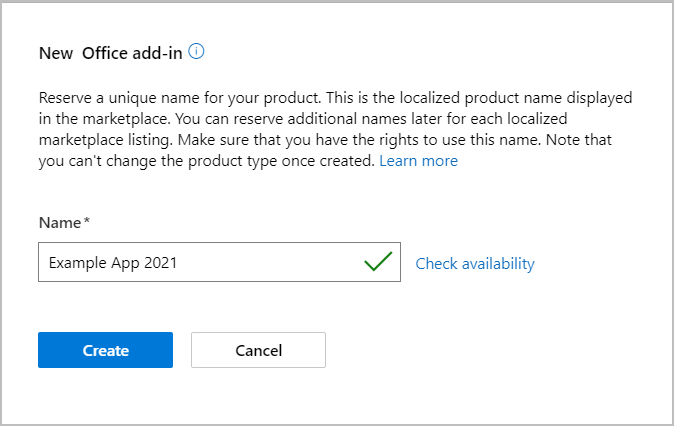 New Office add-in
Reserve a unique name for your product. This is the localized product name displayed
in the marketplace. You can reserve additional names later for each localized
marketplace listing. Make sure that you have the rights to use this name. Note that
you can't change the product type once created. Learn more
Name*
Example App 2021
Check availability
Create
Cancel